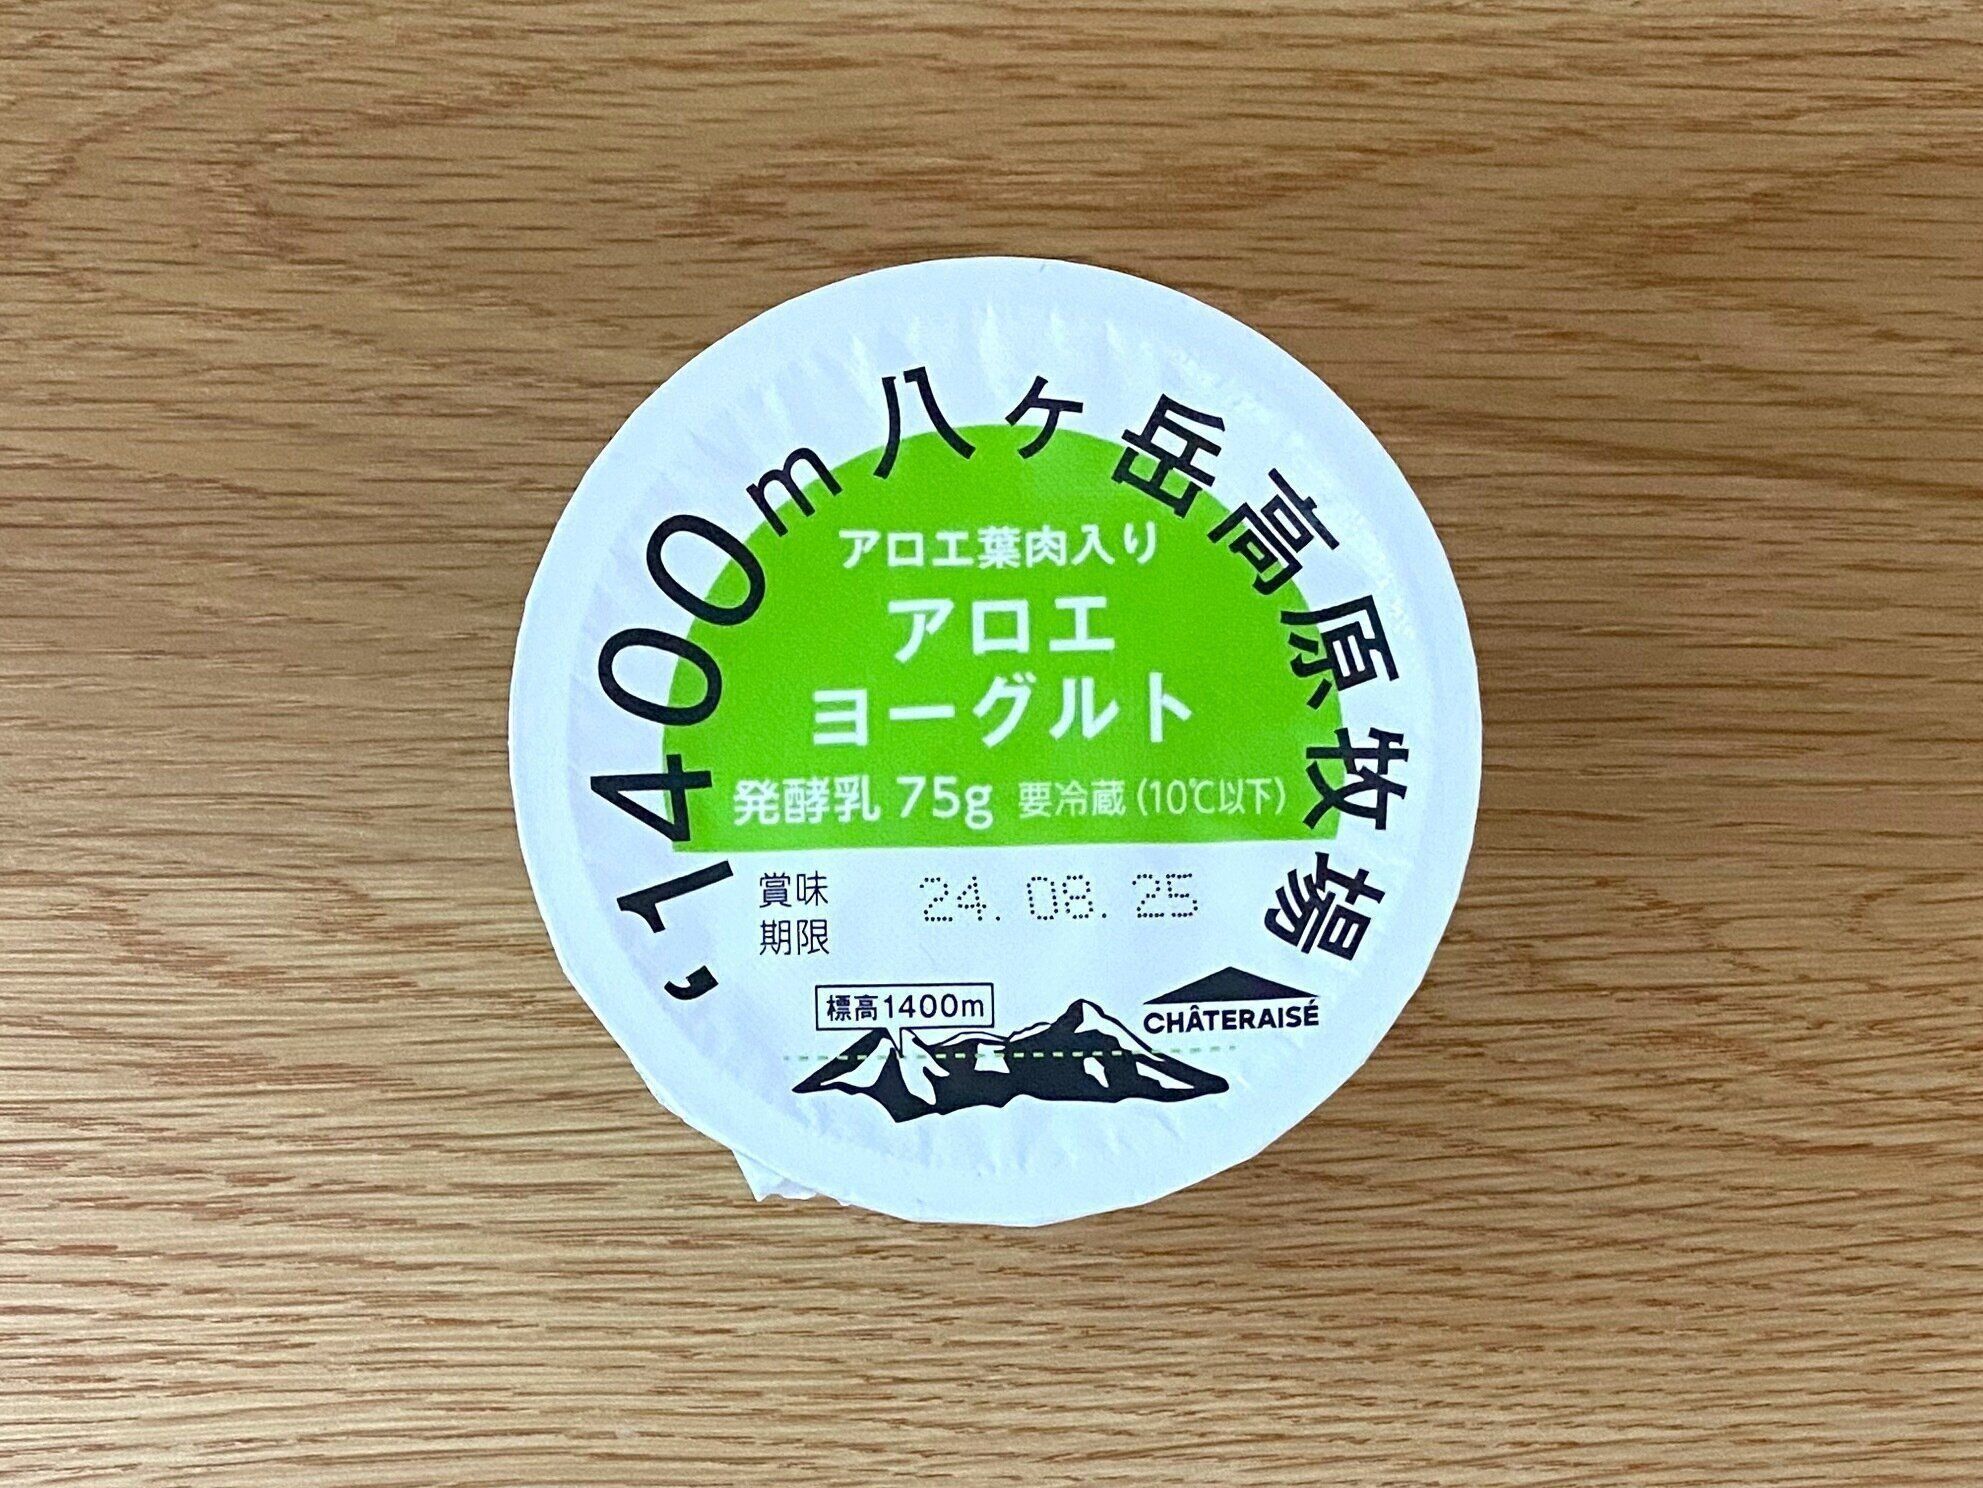 ,1400m八ヶ岳高原牧場
アロエ葉肉入り
アロエ
ヨーグルト
発酵乳 75g 要冷蔵(10℃以下)
賞味
期限
24.08.25
標高1400m
CHÂTERAISÉ